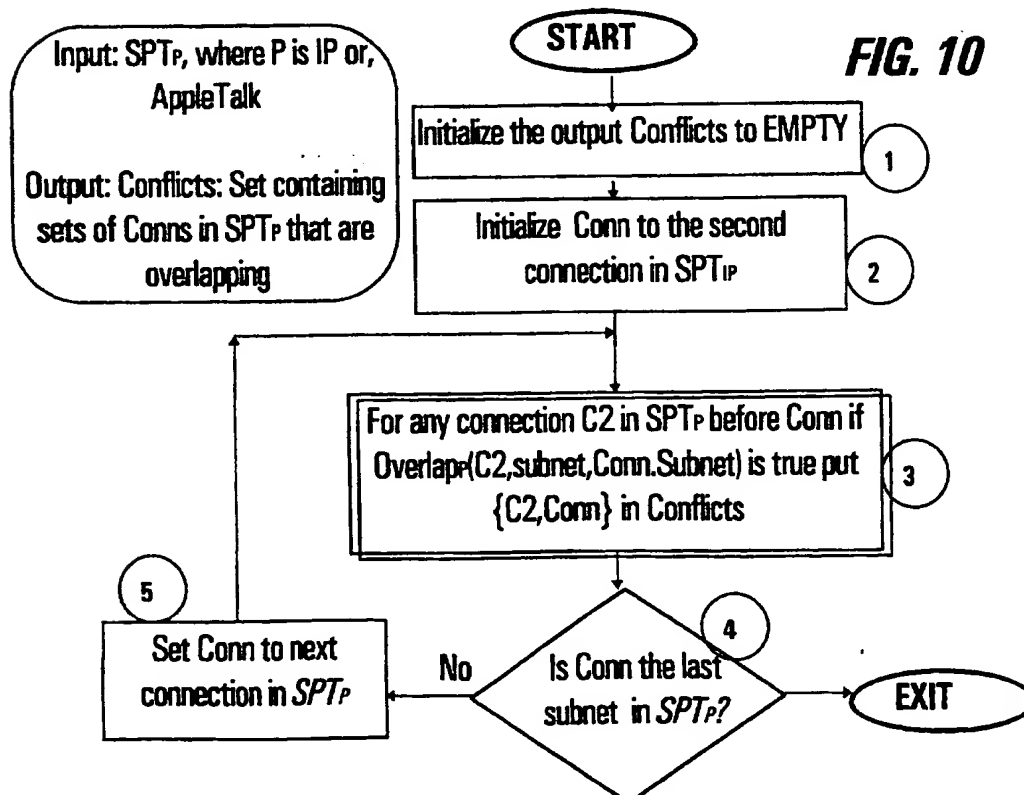 Input: SPTP, where P is IP or,
AppleTalk
Output: Conflicts: Set containing
sets of Conns in SPTP that are
overlapping
START
FIG. 10
Initialize the output Conflicts to EMPTY
1
Initialize Conn to the second
connection in SPTIP
2
For any connection C2 in SPTP before Conn if
OverlapP(C2,subnet,Conn.Subnet) is true put
{C2,Conn} in Conflicts
3
4
Is Conn the last
subnet in SPTP?
No
5
Set Conn to next
connection in SPTP
EXIT